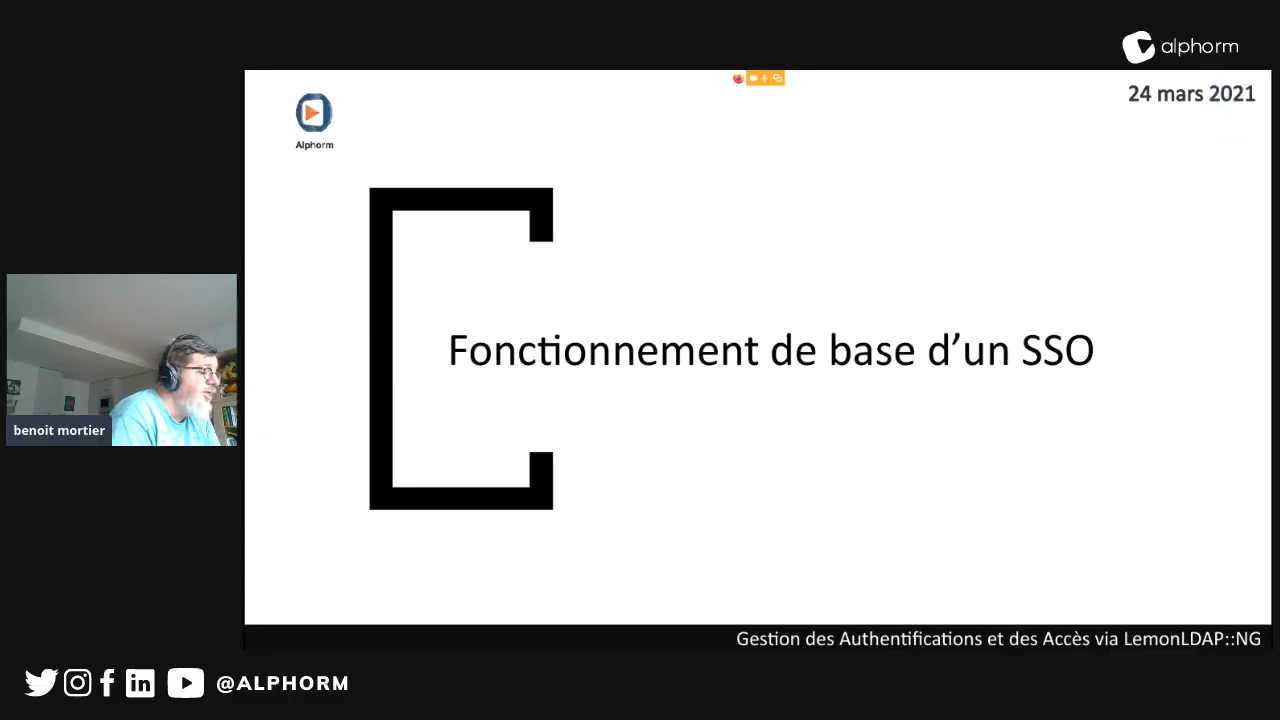 alphorm
24 mars 2021
Alphorm
Fonctionnement de base d’un SSO
benoit mortier
Gestion des Authentifications et des Accès via LemonLDAP::NG
@ALPHORM